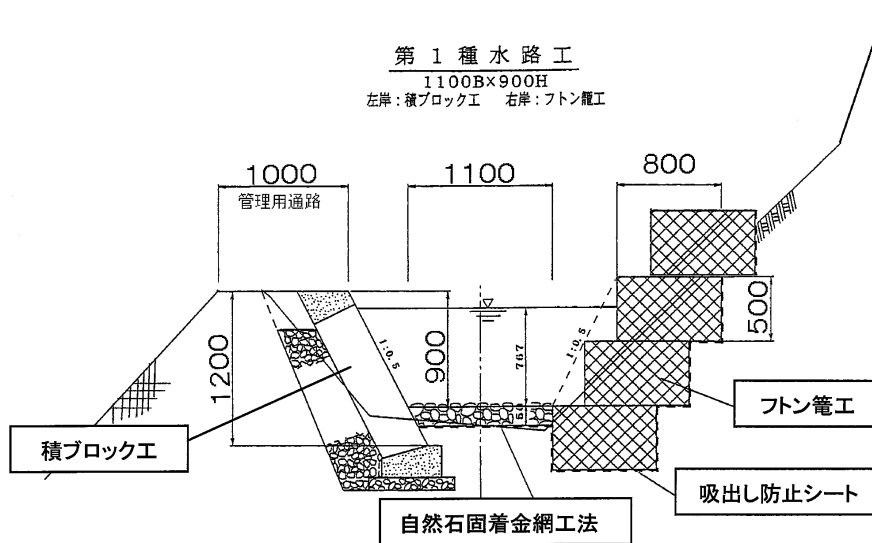 第 1 種 水 路 工
1100B×900H
左岸：積ブロック工　右岸：フトン籠工
1000
管理用通路
1100
800
1200
1:0.5
900
767
1:0.5
500
積ブロック工
フトン篭工
吸出し防止シート
自然石固着金網工法